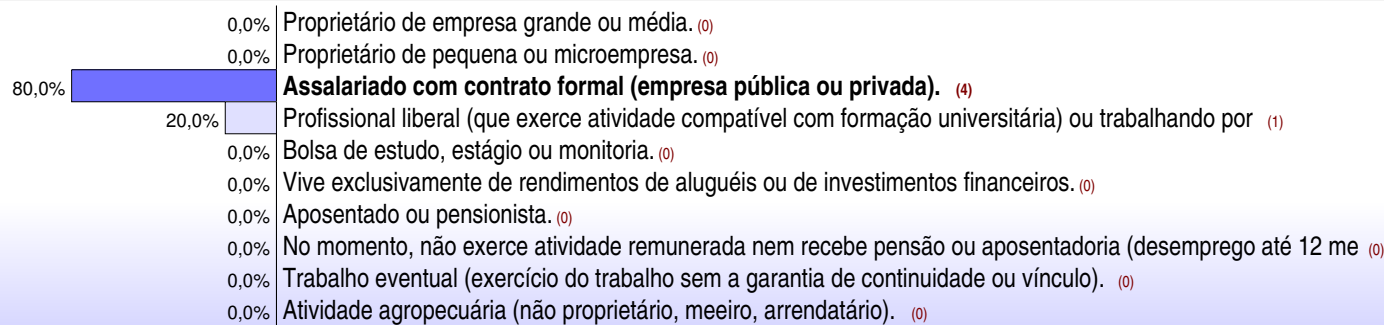 0,0% Proprietário de empresa grande ou média. (0)
0,0% Proprietário de pequena ou microempresa. (0)
80,0% Assalariado com contrato formal (empresa pública ou privada). (4)
20,0% Profissional liberal (que exerce atividade compatível com formação universitária) ou trabalhando por (1)
0,0% Bolsa de estudo, estágio ou monitoria. (0)
0,0% Vive exclusivamente de rendimentos de aluguéis ou de investimentos financeiros. (0)
0,0% Aposentado ou pensionista. (0)
0,0% No momento, não exerce atividade remunerada nem recebe pensão ou aposentadoria (desemprego até 12 me (0)
0,0% Trabalho eventual (exercício do trabalho sem a garantia de continuidade ou vínculo). (0)
0,0% Atividade agropecuária (não proprietário, meeiro, arrendatário). (0)